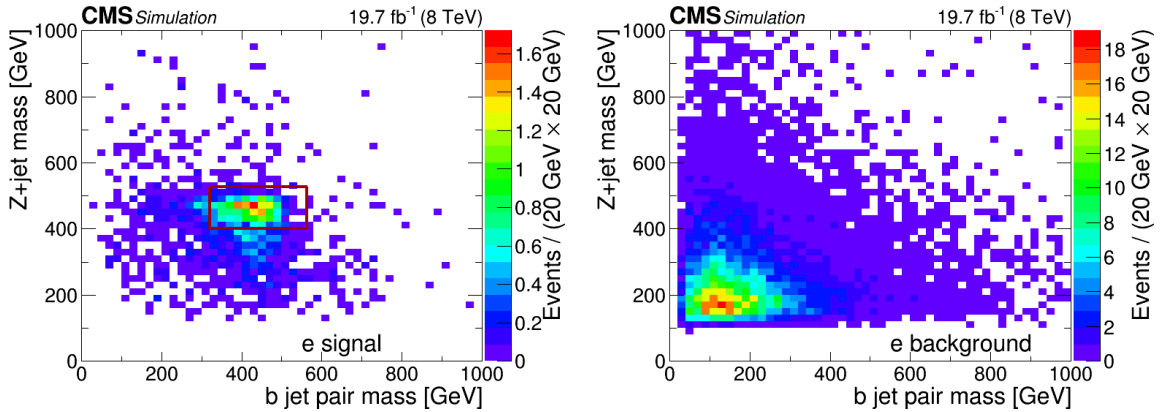 CMS Simulation 19.7 fb⁻¹ (8 TeV)
Z+jet mass [GeV]
1000
800
600
400
200
0
0 200 400 600 800 1000
b jet pair mass [GeV]
e signal
1.6
1.4
1.2
1
0.8
0.6
0.4
0.2
0
Events / (20 GeV × 20 GeV)
CMS Simulation 19.7 fb⁻¹ (8 TeV)
Z+jet mass [GeV]
1000
800
600
400
200
0
0 200 400 600 800 1000
b jet pair mass [GeV]
e background
18
16
14
12
10
8
6
4
2
0
Events / (20 GeV × 20 GeV)